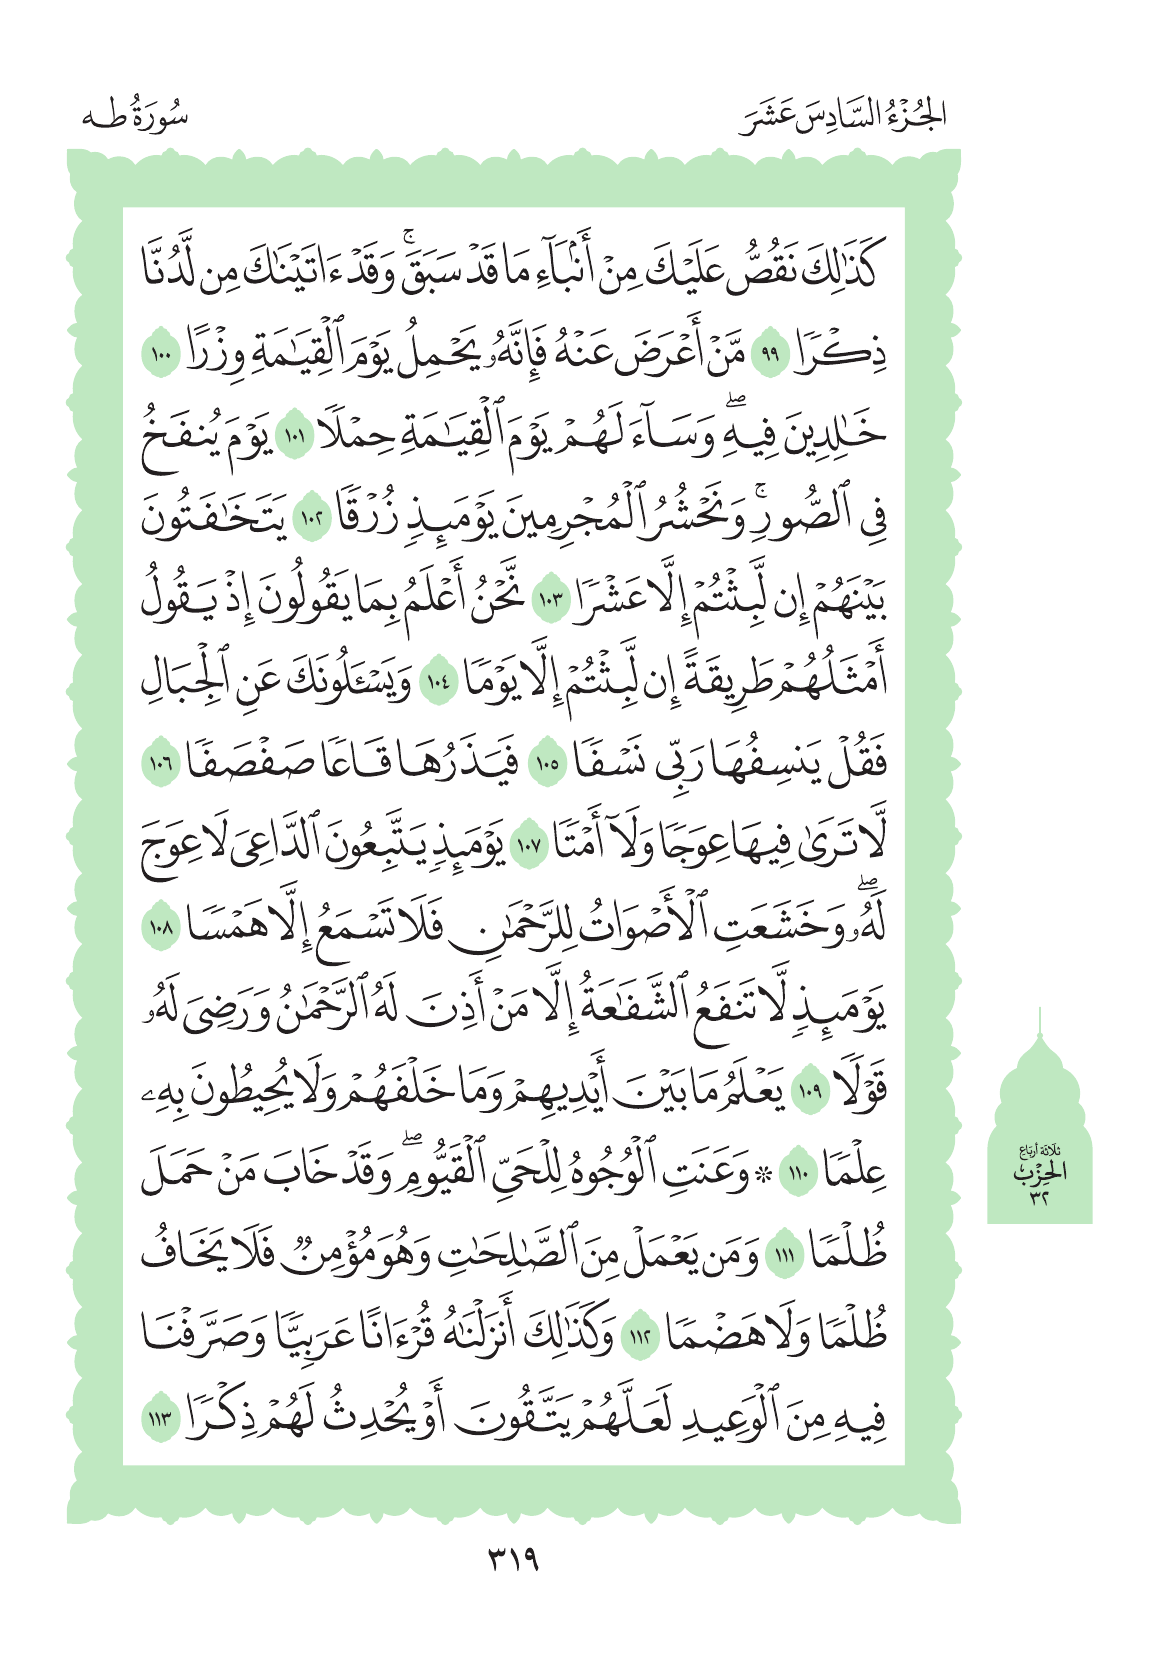 الجُزْءُ السَّادِسَ عَشَرَ
سُورَةُ طه
كَذَٰلِكَ نَقُصُّ عَلَيْكَ مِنْ أَنۢبَآءِ مَا قَدْ سَبَقَۚ وَقَدْ ءَاتَيْنَٰكَ مِن لَّدُنَّا
ذِكْرًا ٩٩ مَّنْ أَعْرَضَ عَنْهُ فَإِنَّهُۥ يَحْمِلُ يَوْمَ ٱلْقِيَٰمَةِ وِزْرًا ١٠٠
خَٰلِدِينَ فِيهِۖ وَسَآءَ لَهُمْ يَوْمَ ٱلْقِيَٰمَةِ حِمْلًا ١٠١ يَوْمَ يُنفَخُ
فِى ٱلصُّورِۚ وَنَحْشُرُ ٱلْمُجْرِمِينَ يَوْمَئِذٍ زُرْقًا ١٠٢ يَتَخَٰفَتُونَ
بَيْنَهُمْ إِن لَّبِثْتُمْ إِلَّا عَشْرًا ١٠٣ نَّحْنُ أَعْلَمُ بِمَا يَقُولُونَ إِذْ يَقُولُ
أَمْثَلُهُمْ طَرِيقَةً إِن لَّبِثْتُمْ إِلَّا يَوْمًا ١٠٤ وَيَسْـَٔلُونَكَ عَنِ ٱلْجِبَالِ
فَقُلْ يَنسِفُهَا رَبِّى نَسْفًا ١٠٥ فَيَذَرُهَا قَاعًا صَفْصَفًا ١٠٦
لَّا تَرَىٰ فِيهَا عِوَجًا وَلَآ أَمْتًا ١٠٧ يَوْمَئِذٍ يَتَّبِعُونَ ٱلدَّاعِىَ لَا عِوَجَ
لَهُۥۖ وَخَشَعَتِ ٱلْأَصْوَاتُ لِلرَّحْمَٰنِ فَلَا تَسْمَعُ إِلَّا هَمْسًا ١٠٨
يَوْمَئِذٍ لَّا تَنفَعُ ٱلشَّفَٰعَةُ إِلَّا مَنْ أَذِنَ لَهُ ٱلرَّحْمَٰنُ وَرَضِىَ لَهُۥ
قَوْلًا ١٠٩ يَعْلَمُ مَا بَيْنَ أَيْدِيهِمْ وَمَا خَلْفَهُمْ وَلَا يُحِيطُونَ بِهِۦ
عِلْمًا ١١٠ ۞ وَعَنَتِ ٱلْوُجُوهُ لِلْحَىِّ ٱلْقَيُّومِۖ وَقَدْ خَابَ مَنْ حَمَلَ
ظُلْمًا ١١١ وَمَن يَعْمَلْ مِنَ ٱلصَّٰلِحَٰتِ وَهُوَ مُؤْمِنٌ فَلَا يَخَافُ
ظُلْمًا وَلَا هَضْمًا ١١٢ وَكَذَٰلِكَ أَنزَلْنَٰهُ قُرْءَانًا عَرَبِيًّا وَصَرَّفْنَا
فِيهِ مِنَ ٱلْوَعِيدِ لَعَلَّهُمْ يَتَّقُونَ أَوْ يُحْدِثُ لَهُمْ ذِكْرًا ١١٣
ثلاثة أرباع
الحِزْب
٣٢
٣١٩